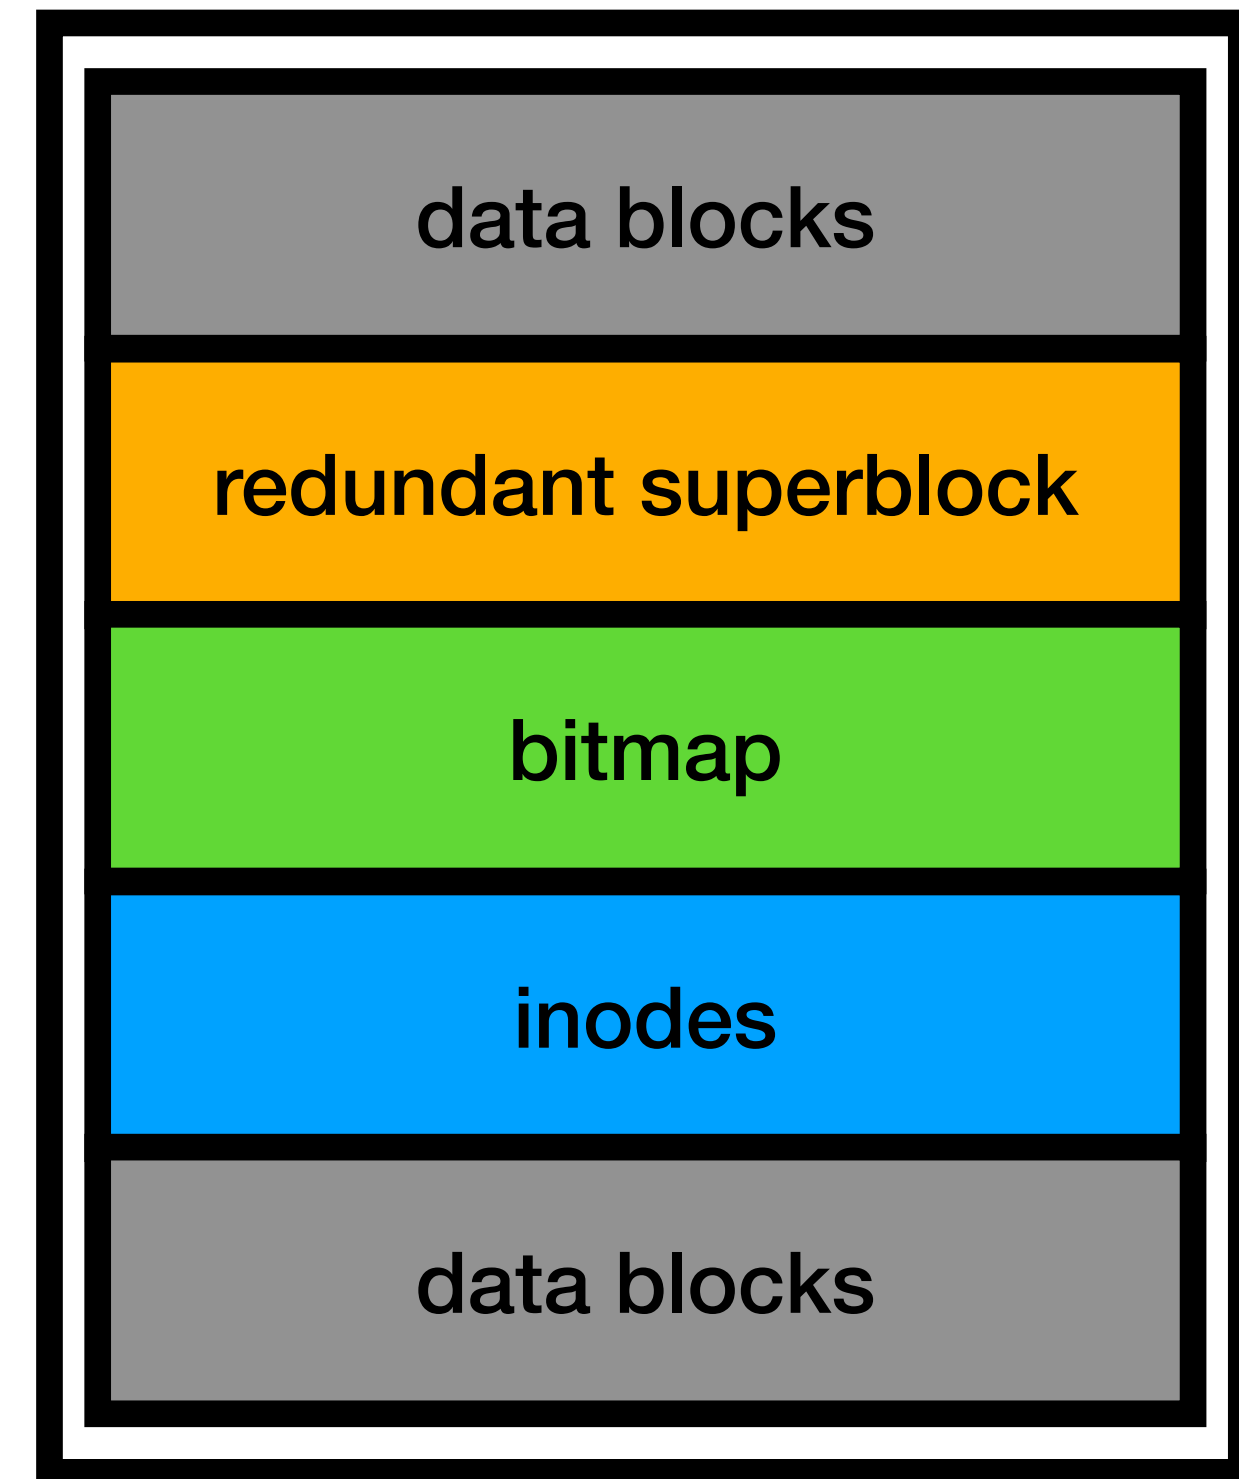 data blocks
redundant superblock
bitmap
inodes
data blocks